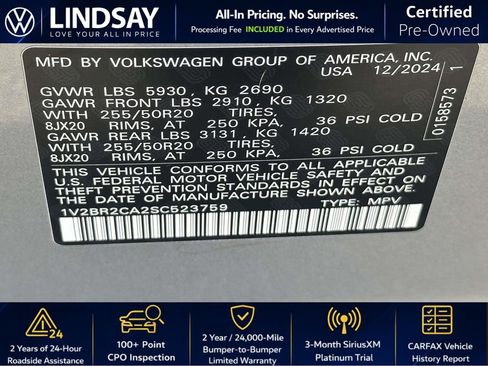 LINDSAY
LOVE YOUR ALL IN PRICE
All-In Pricing. No Surprises.
Processing Fee INCLUDED in Every Advertised Price
Certified
Pre-Owned
MFD BY VOLKSWAGEN GROUP OF AMERICA, INC.
USA 12/2024
GVWR LBS 5930, KG 2690
GAWR FRONT LBS 2910, KG 1320
WITH 255/50R20 TIRES,
8JX20 RIMS, AT 250 KPA, 36 PSI COLD
GAWR REAR LBS 3131, KG 1420
WITH 255/50R20 TIRES,
8JX20 RIMS, AT 250 KPA, 36 PSI COLD
THIS VEHICLE CONFORMS TO ALL APPLICABLE
U.S. FEDERAL MOTOR VEHICLE SAFETY AND
THEFT PREVENTION STANDARDS IN EFFECT ON
THE DATE OF MANUFACTURE SHOWN ABOVE.
1V2BR2CA2SC523759 TYPE: MPV
0158573
1
24
2 Years of 24-Hour
Roadside Assistance
100+ Point
CPO Inspection
2 Year / 24,000-Mile
Bumper-to-Bumper
Limited Warranty
3-Month SiriusXM
Platinum Trial
CARFAX Vehicle
History Report